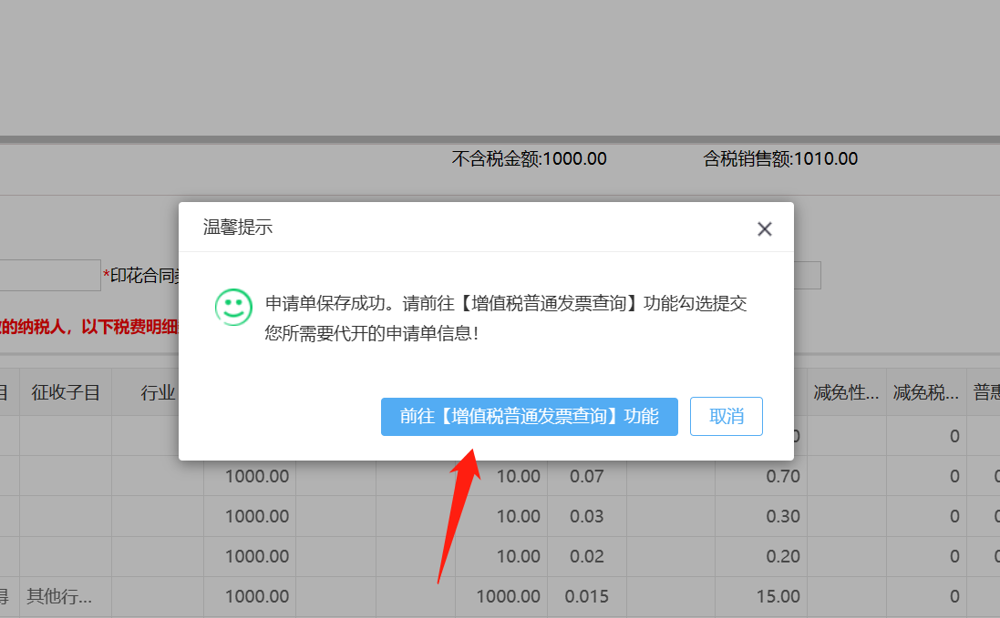 不含税金额:1000.00 含税销售额:1010.00
温馨提示
*印花合同
申请单保存成功。请前往【增值税普通发票查询】功能勾选提交
您所需要代开的申请单信息！
的纳税人，以下税费明细
前往【增值税普通发票查询】功能 取消
目 征收子目 行业 减免性... 减免税... 普惠
0 0
1000.00 10.00 0.07 0.70 0
1000.00 10.00 0.03 0.30 0
1000.00 10.00 0.02 0.20 0
得 其他行... 1000.00 1000.00 0.015 15.00 0